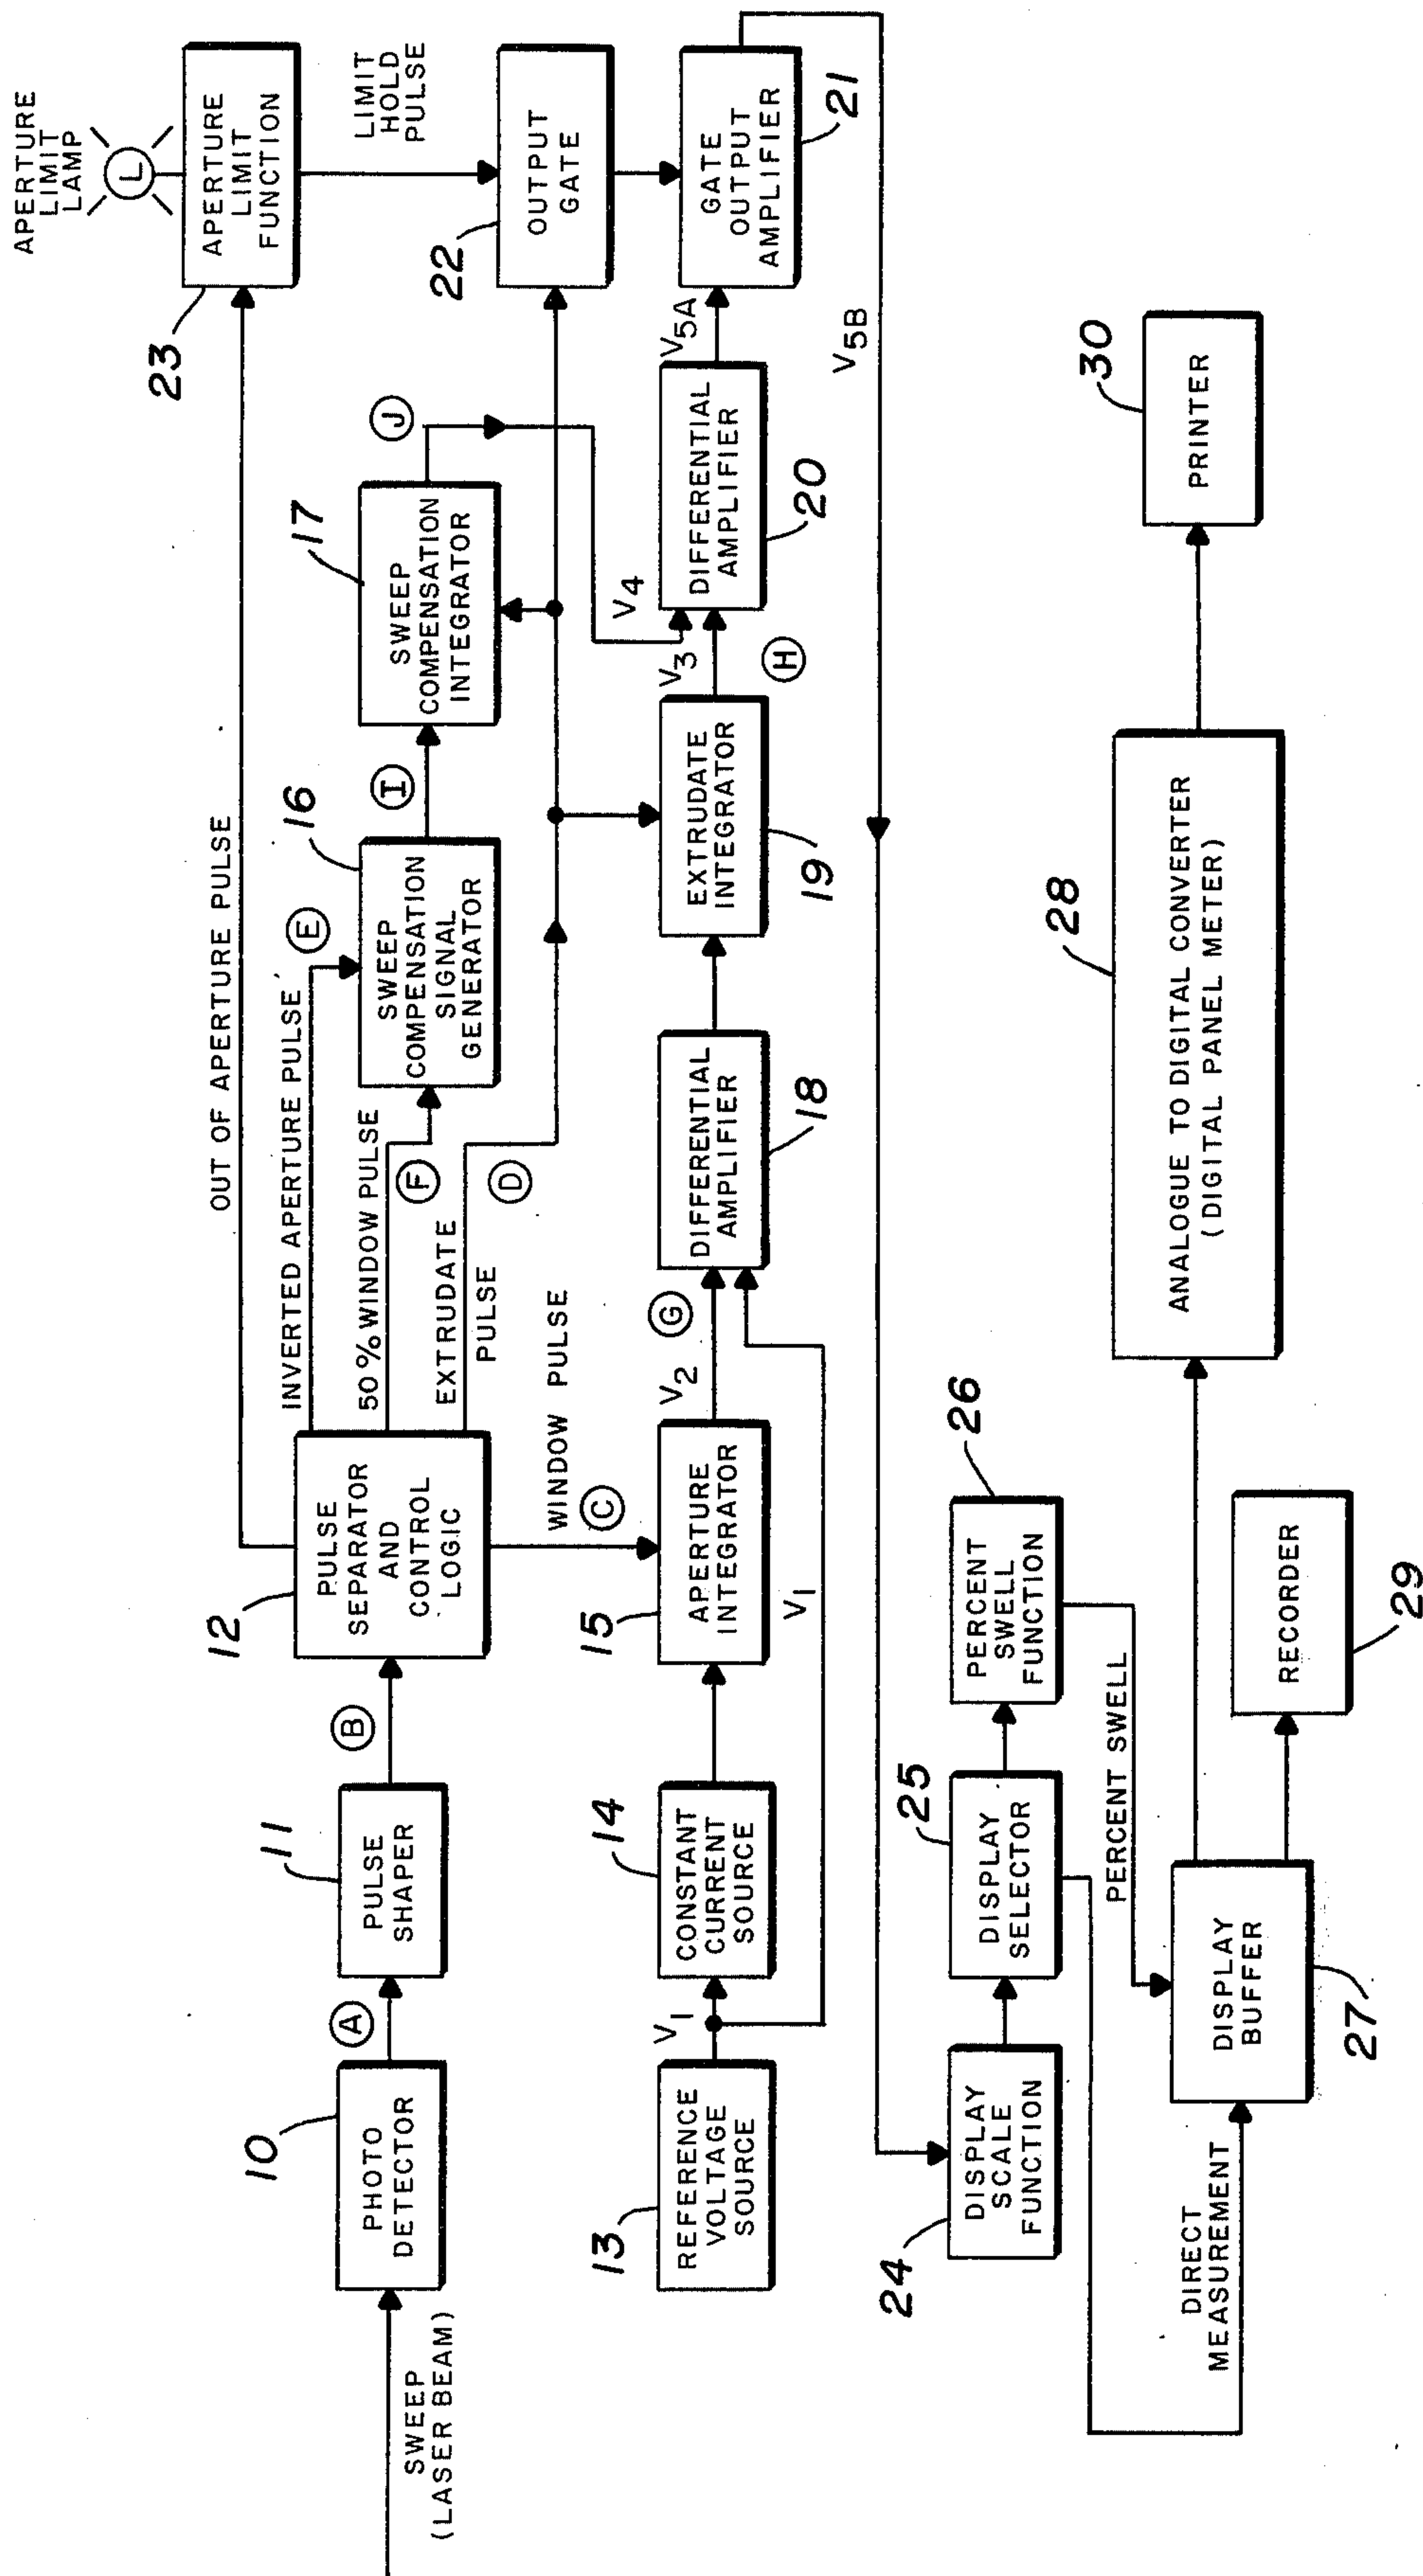 APERTURE
LIMIT
LAMP
L
23
APERTURE
LIMIT
FUNCTION
LIMIT
HOLD
PULSE
OUT OF APERTURE PULSE
INVERTED APERTURE PULSE
E
50% WINDOW PULSE
F
EXTRUDATE
PULSE
D
16
SWEEP
COMPENSATION
SIGNAL
GENERATOR
I
17
SWEEP
COMPENSATION
INTEGRATOR
J
22
OUTPUT
GATE
SWEEP
(LASER BEAM)
10
PHOTO
DETECTOR
A
11
PULSE
SHAPER
B
12
PULSE
SEPARATOR
AND
CONTROL
LOGIC
WINDOW PULSE
C
13
REFERENCE
VOLTAGE
SOURCE
V1
14
CONSTANT
CURRENT
SOURCE
15
APERTURE
INTEGRATOR
V1
V2
G
DIFFERENTIAL
AMPLIFIER
18
EXTRUDATE
INTEGRATOR
19
V3
H
V4
DIFFERENTIAL
AMPLIFIER
20
V5A
GATE
OUTPUT
AMPLIFIER
21
V5B
24
DISPLAY
SCALE
FUNCTION
25
DISPLAY
SELECTOR
26
PERCENT
SWELL
FUNCTION
PERCENT SWELL
DIRECT
MEASUREMENT
DISPLAY
BUFFER
27
28
ANALOGUE TO DIGITAL CONVERTER
(DIGITAL PANEL METER)
RECORDER
29
30
PRINTER